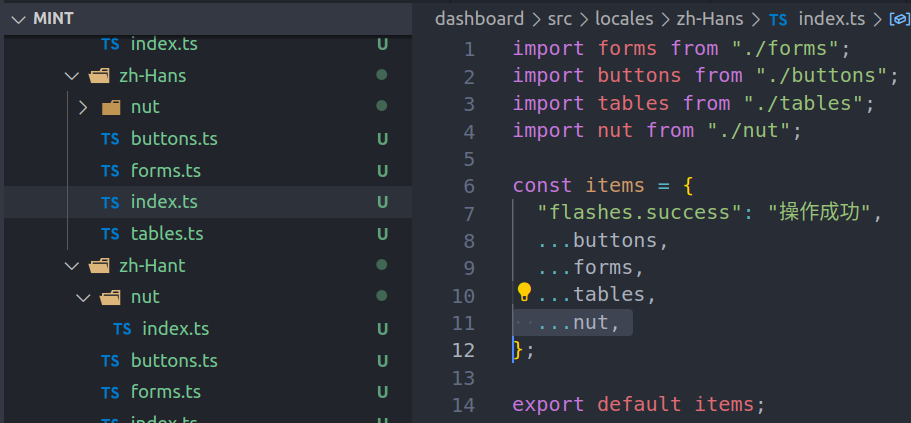 MINT
TS index.ts U
zh-Hans
nut
TS buttons.ts U
TS forms.ts U
TS index.ts U
TS tables.ts U
zh-Hant
nut
TS index.ts U
TS buttons.ts U
TS forms.ts U
TS index.ts U
dashboard > src > locales > zh-Hans > TS index.ts >
1 import forms from "./forms";
2 import buttons from "./buttons";
3 import tables from "./tables";
4 import nut from "./nut";
5
6 const items = {
7 "flashes.success": "操作成功",
8 ...buttons,
9 ...forms,
10 ...tables,
11 ...nut,
12 };
13
14 export default items;